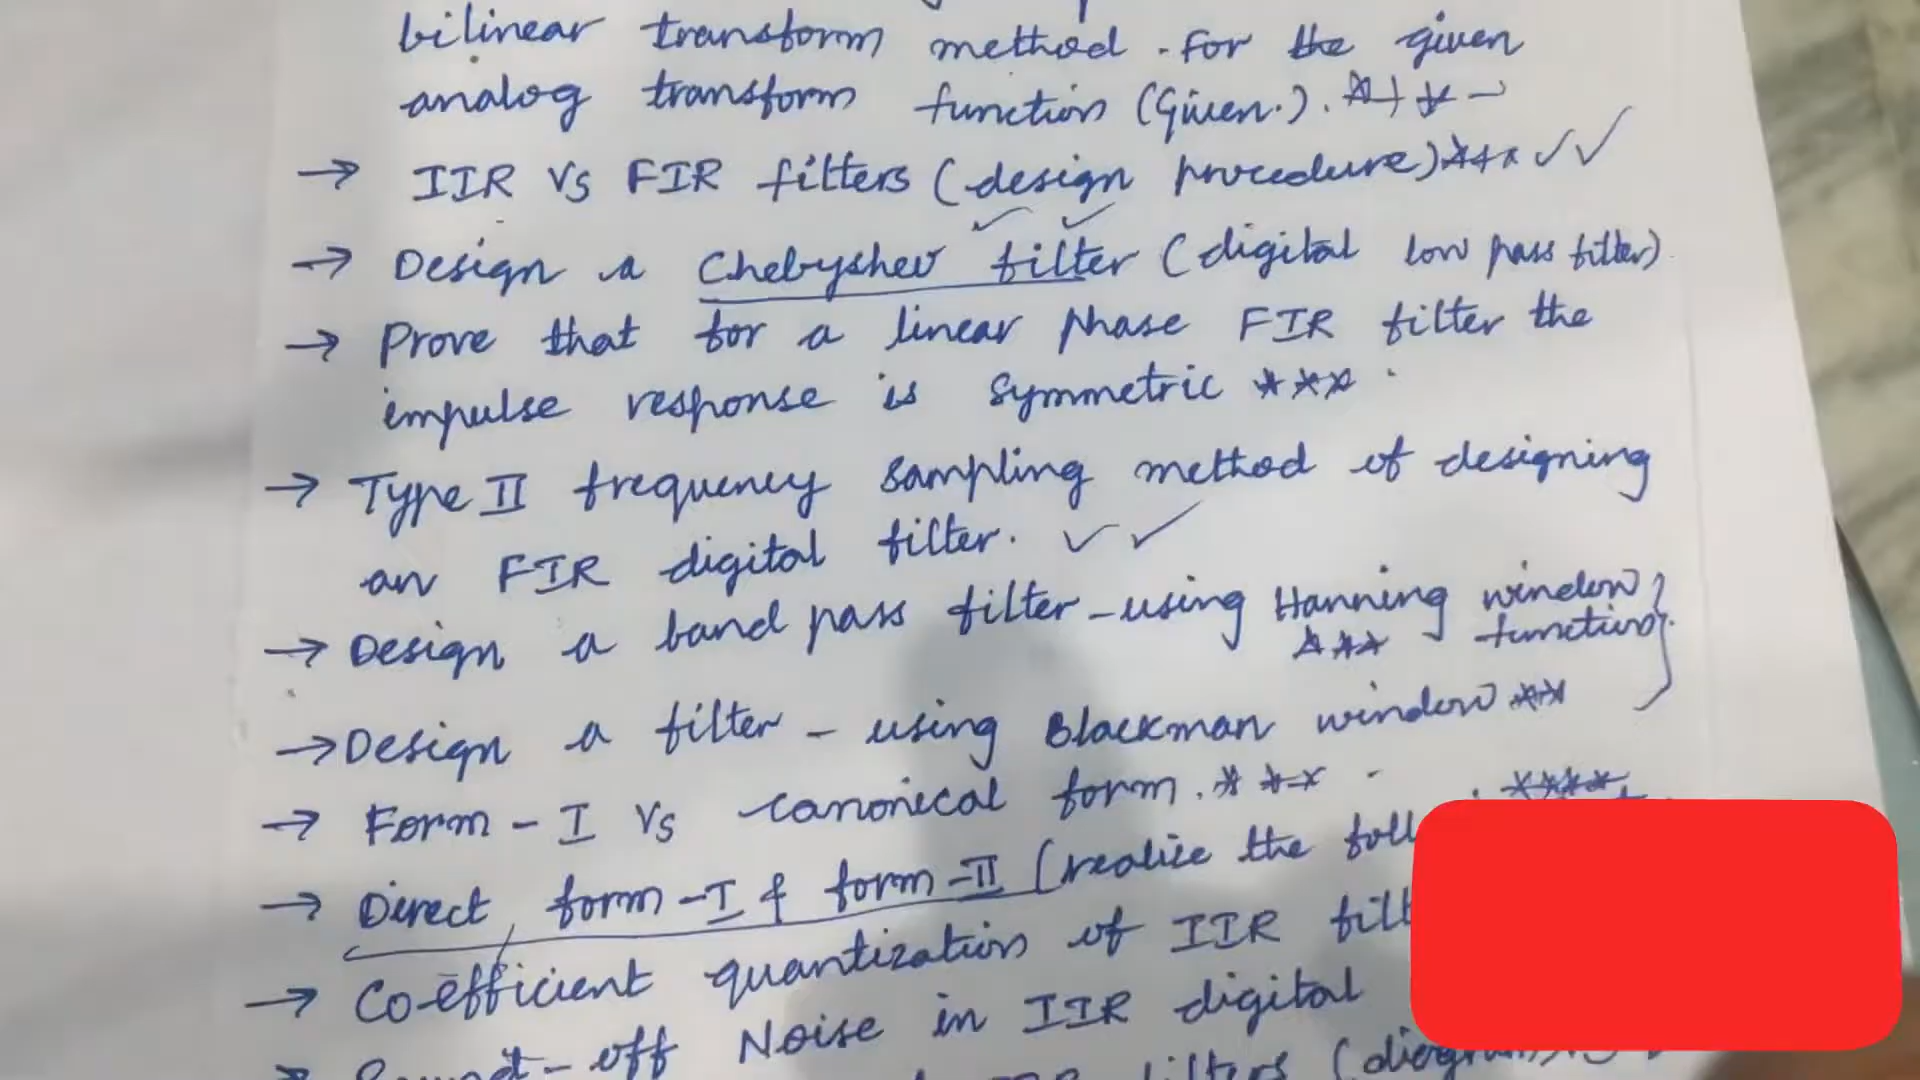 bilinear transform method. For the given
analog transform function (Given.). ***
→ IIR Vs FIR filters (design procedure) *** ✓✓
→ Design a Chebyshev filter (digital low pass filter)
→ Prove that for a linear phase FIR filter the
impulse response is symmetric ***
→ Type II frequency sampling method of designing
an FIR digital filter. ✓✓
→ Design a band pass filter - using Hanning window
*** function
→ Design a filter - using Blackman window **
→ Form - I Vs canonical form. ***
→ Direct form - I & form - II (realize the ****
→ Co-efficient quantization of IIR
off Noise in IIR digital
(diagram)